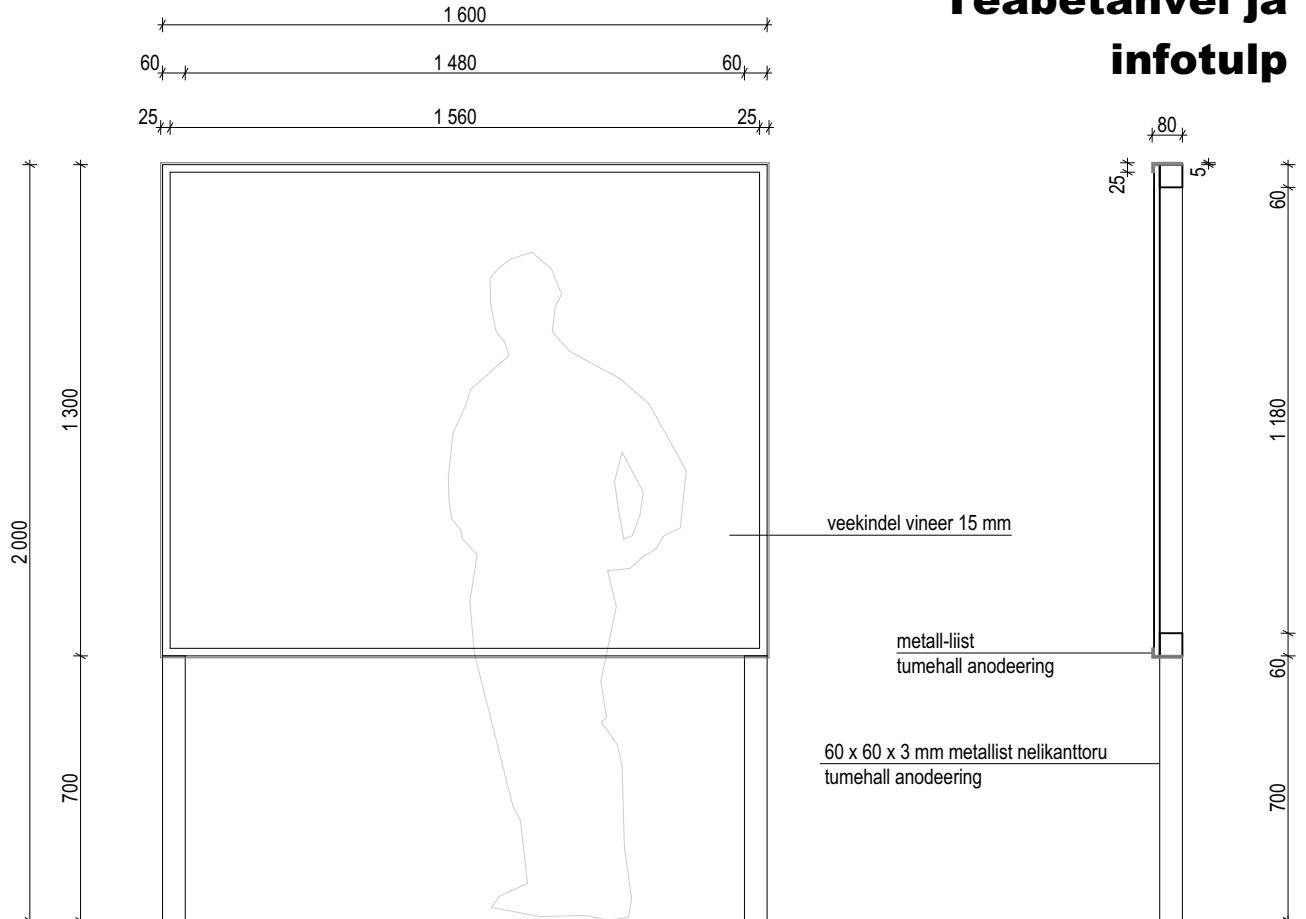 Teabetahvel ja
infotulp
1 600
60
1 480
60
25
1 560
25
80
25
5
60
1 300
1 180
2 000
veekindel vineer 15 mm
metall-liist
tumehall anodeering
60
60 x 60 x 3 mm metallist nelikanttoru
tumehall anodeering
700
700